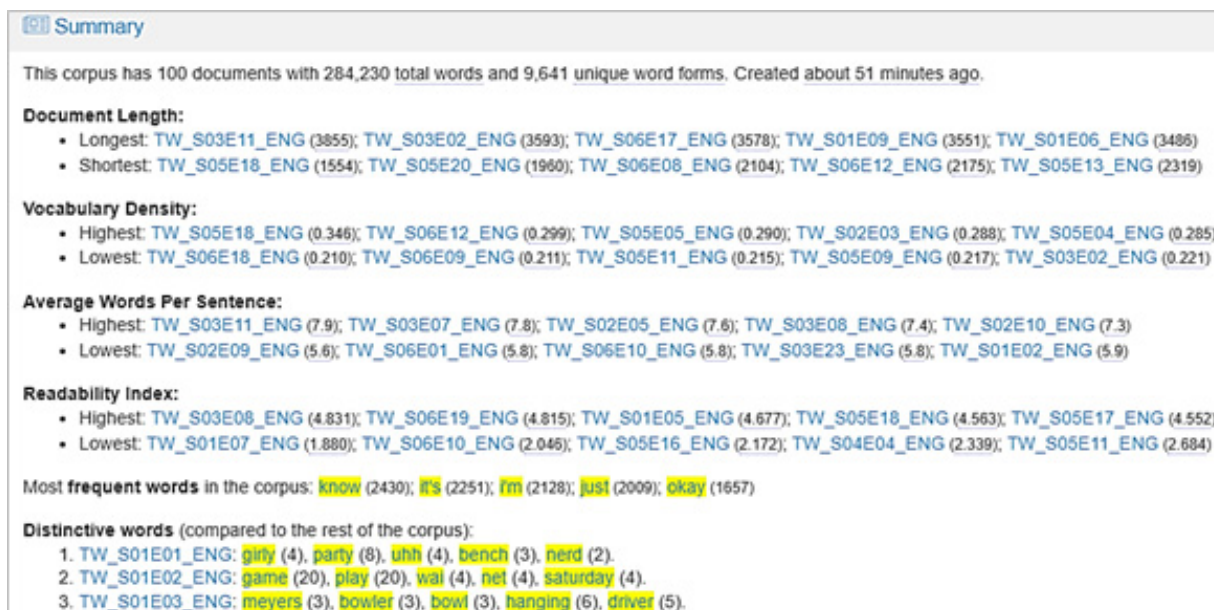 Summary
This corpus has 100 documents with 284,230 total words and 9,641 unique word forms. Created about 51 minutes ago.
Document Length:
• Longest: TW_S03E11_ENG (3855); TW_S03E02_ENG (3593); TW_S06E17_ENG (3578); TW_S01E09_ENG (3551); TW_S01E06_ENG (3486)
• Shortest: TW_S05E18_ENG (1554); TW_S05E20_ENG (1960); TW_S06E08_ENG (2104); TW_S06E12_ENG (2175); TW_S05E13_ENG (2319)
Vocabulary Density:
• Highest: TW_S05E18_ENG (0.346); TW_S06E12_ENG (0.299); TW_S05E05_ENG (0.290); TW_S02E03_ENG (0.288); TW_S05E04_ENG (0.285)
• Lowest: TW_S06E18_ENG (0.210); TW_S06E09_ENG (0.211); TW_S05E11_ENG (0.215); TW_S05E09_ENG (0.217); TW_S03E02_ENG (0.221)
Average Words Per Sentence:
• Highest: TW_S03E11_ENG (7.9); TW_S03E07_ENG (7.8); TW_S02E05_ENG (7.6); TW_S03E08_ENG (7.4); TW_S02E10_ENG (7.3)
• Lowest: TW_S02E09_ENG (5.6); TW_S06E01_ENG (5.8); TW_S06E10_ENG (5.8); TW_S03E23_ENG (5.8); TW_S01E02_ENG (5.9)
Readability Index:
• Highest: TW_S03E08_ENG (4.831); TW_S06E19_ENG (4.815); TW_S01E05_ENG (4.677); TW_S05E18_ENG (4.563); TW_S05E17_ENG (4.552)
• Lowest: TW_S01E07_ENG (1.880); TW_S06E10_ENG (2.046); TW_S05E16_ENG (2.172); TW_S04E04_ENG (2.339); TW_S05E11_ENG (2.684)
Most frequent words in the corpus: know (2430); it's (2251); i'm (2128); just (2009); okay (1657)
Distinctive words (compared to the rest of the corpus):
1. TW_S01E01_ENG: girly (4), party (8), uhh (4), bench (3), nerd (2).
2. TW_S01E02_ENG: game (20), play (20), wai (4), net (4), saturday (4).
3. TW_S01E03_ENG: meyers (3), bowler (3), bowl (3), hanging (6), driver (5).